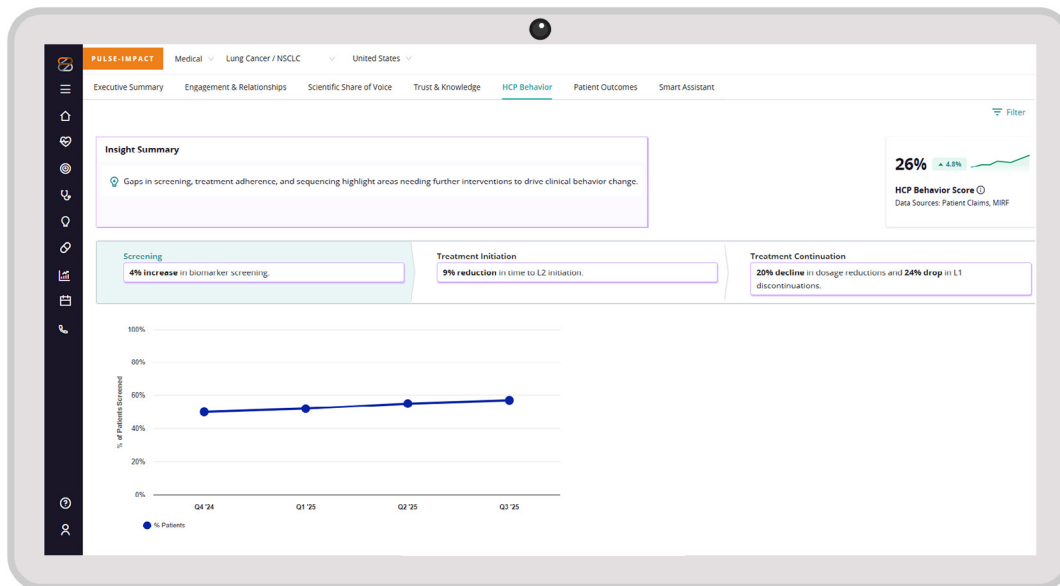 PULSE-IMPACT
Medical
Lung Cancer / NSCLC
United States
Executive Summary
Engagement & Relationships
Scientific Share of Voice
Trust & Knowledge
HCP Behavior
Patient Outcomes
Smart Assistant
Filter
Insight Summary
Gaps in screening, treatment adherence, and sequencing highlight areas needing further interventions to drive clinical behavior change.
26% ▲ 4.8%
HCP Behavior Score
Data Sources: Patient Claims, MIRF
Screening
4% increase in biomarker screening.
Treatment Initiation
9% reduction in time to L2 initiation.
Treatment Continuation
20% decline in dosage reductions and 24% drop in L1
discontinuations.
% of Patients Screened
100%
80%
60%
40%
20%
0%
Q4 '24
Q1 '25
Q2 '25
Q3 '25
% Patients